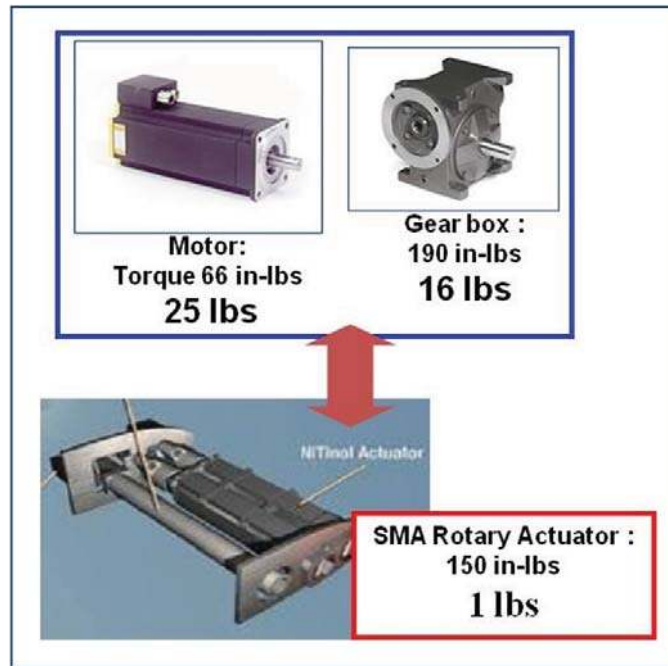 Motor:
Torque 66 in-lbs
25 lbs
Gear box :
190 in-lbs
16 lbs
NiTinol Actuator
SMA Rotary Actuator :
150 in-lbs
1 lbs